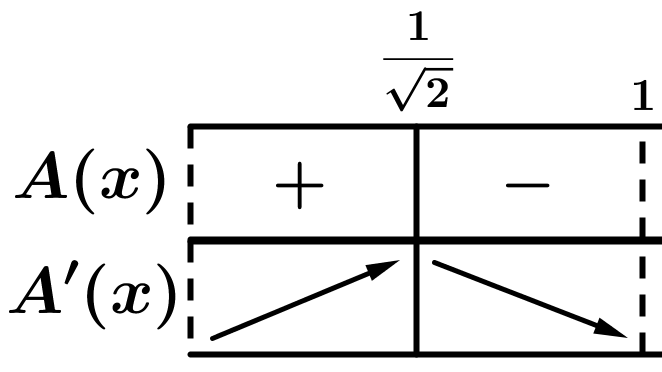 1/√2 1
A(x) + −
A′(x)